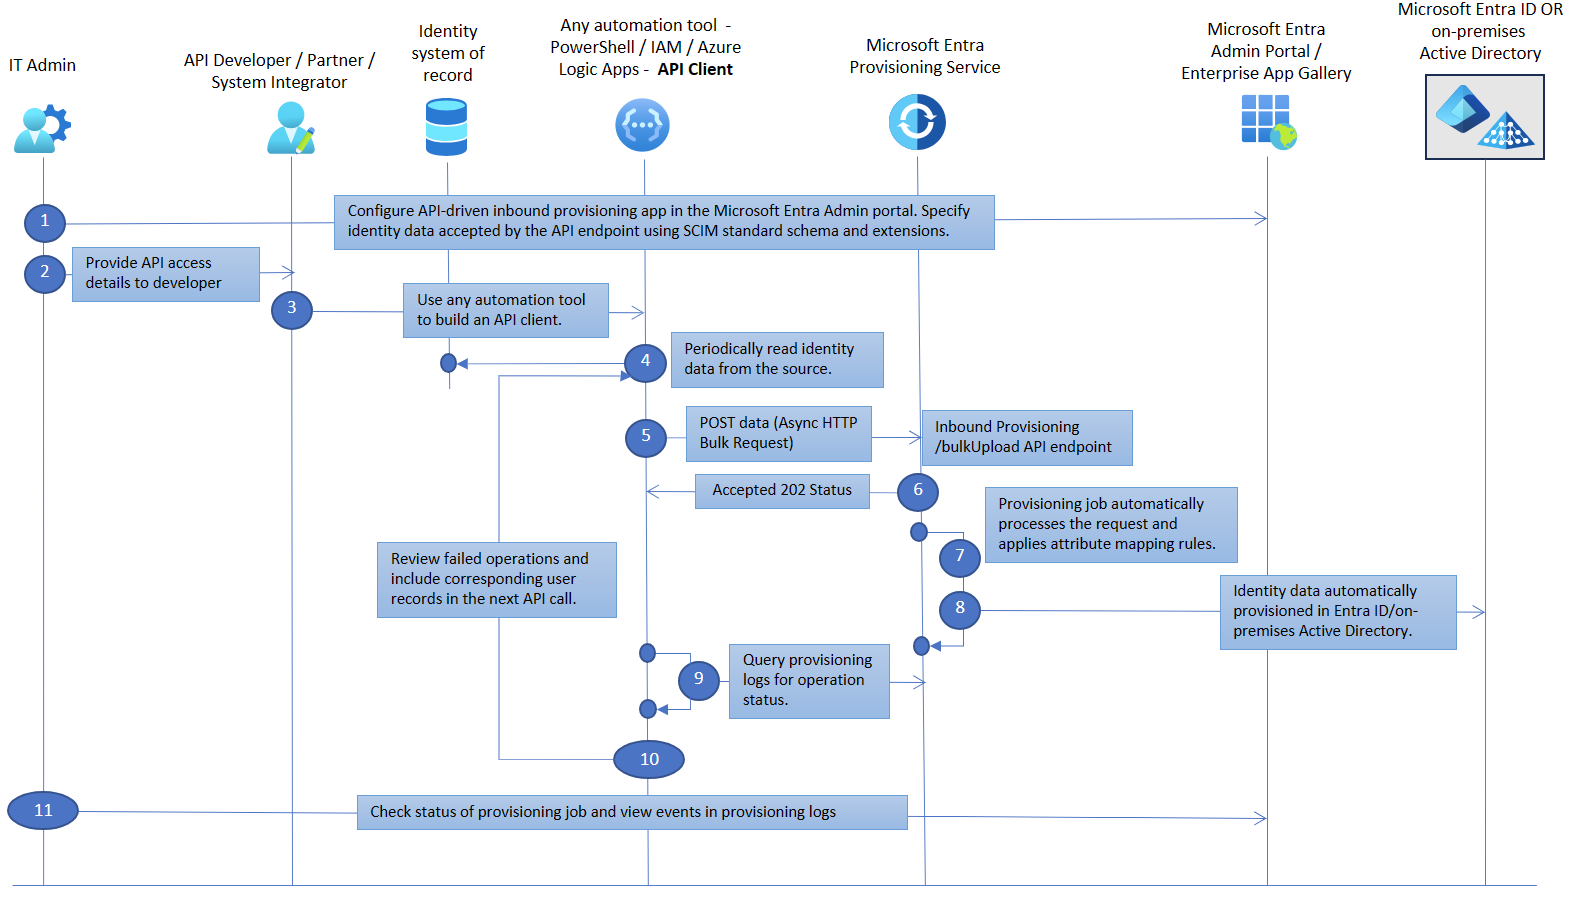 IT Admin
API Developer / Partner /
System Integrator
Identity
system of
record
Any automation tool -
PowerShell / IAM / Azure
Logic Apps - API Client
Microsoft Entra
Provisioning Service
Microsoft Entra
Admin Portal /
Enterprise App Gallery
Microsoft Entra ID OR
on-premises
Active Directory
1
Configure API-driven inbound provisioning app in the Microsoft Entra Admin portal. Specify
identity data accepted by the API endpoint using SCIM standard schema and extensions.
2
Provide API access
details to developer
3
Use any automation tool
to build an API client.
4
Periodically read identity
data from the source.
5
POST data (Async HTTP
Bulk Request)
Inbound Provisioning
/bulkUpload API endpoint
Accepted 202 Status
6
Provisioning job automatically
processes the request and
applies attribute mapping rules.
7
Review failed operations and
include corresponding user
records in the next API call.
8
Identity data automatically
provisioned in Entra ID/on-
premises Active Directory.
9
Query provisioning
logs for operation
status.
10
11
Check status of provisioning job and view events in provisioning logs